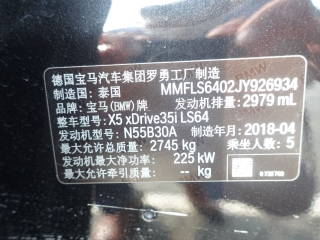 德国宝马汽车集团罗勇工厂制造
制造国：泰国 MMFLS6402JY926934
品牌：宝马(BMW)牌 发动机排量：2979 mL
整车型号：X5 xDrive35i LS64
发动机型号：N55B30A 制造年月：2018-04
最大允许总质量：2745 kg 乘坐人数：5
发动机最大净功率：225 kW
最大允许牵引质量：-- kg